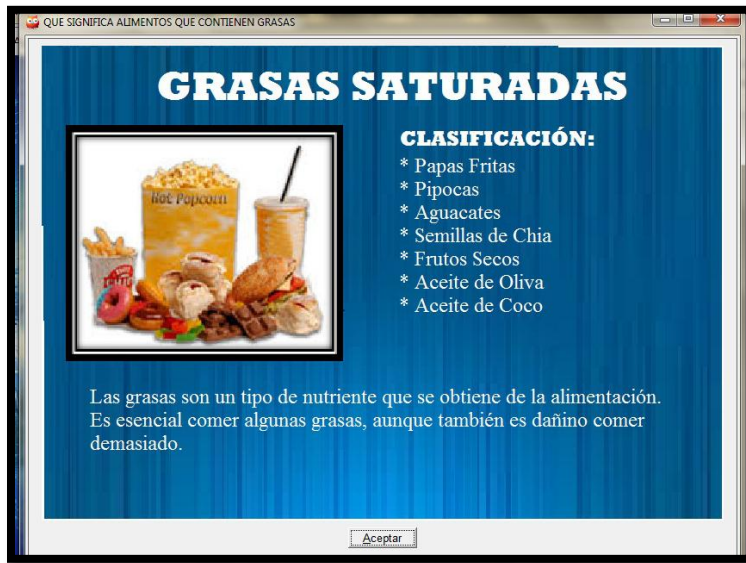 QUE SIGNIFICA ALIMENTOS QUE CONTIENEN GRASAS
GRASAS SATURADAS
Hot Popcorn
CLASIFICACIÓN:
* Papas Fritas
* Pipocas
* Aguacates
* Semillas de Chia
* Frutos Secos
* Aceite de Oliva
* Aceite de Coco
Las grasas son un tipo de nutriente que se obtiene de la alimentación.
Es esencial comer algunas grasas, aunque también es dañino comer
demasiado.
Aceptar